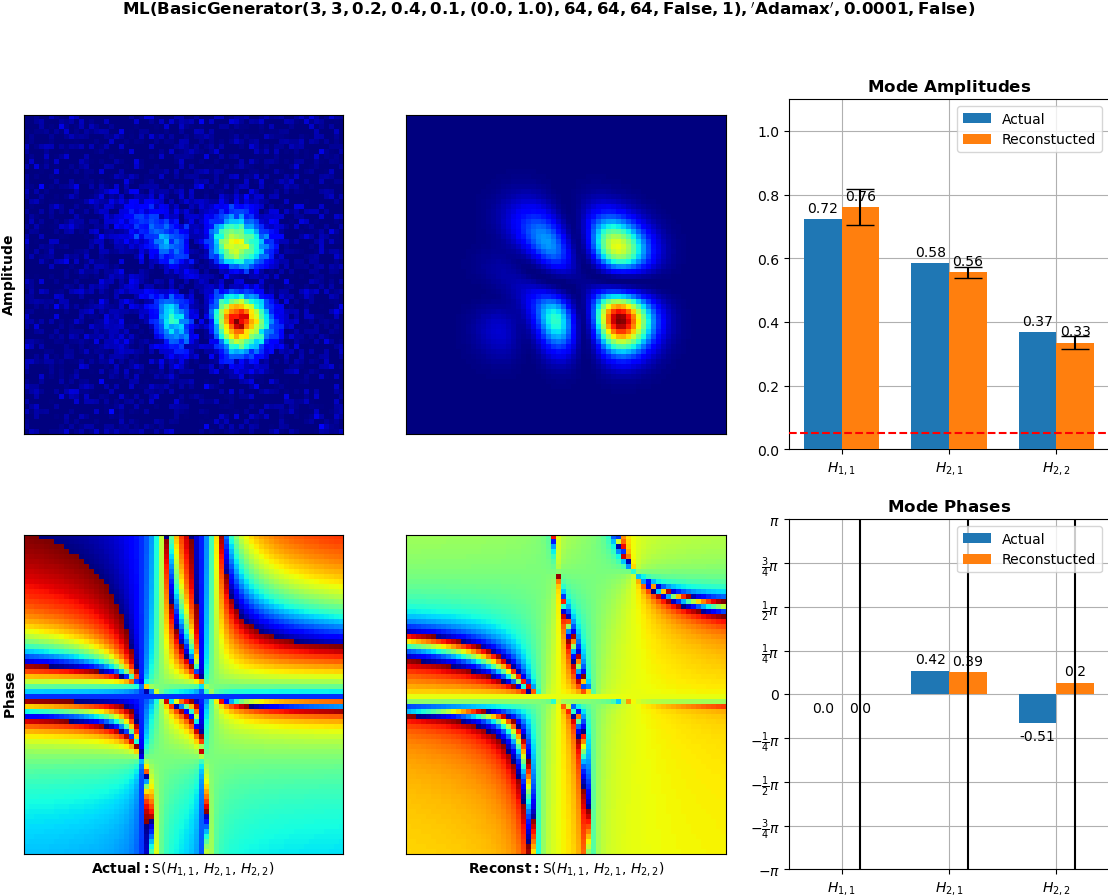 ML(BasicGenerator(3, 3, 0.2, 0.4, 0.1, (0.0, 1.0), 64, 64, 64, False, 1), ′Adamax′, 0.0001, False)
Amplitude
Mode Amplitudes
Actual
Reconstucted
1.0
0.8
0.6
0.4
0.2
0.0
0.72
0.76
0.58
0.56
0.37
0.33
H1,1
H2,1
H2,2
Phase
Actual: S(H1,1, H2,1, H2,2)
Reconst: S(H1,1, H2,1, H2,2)
Mode Phases
Actual
Reconstucted
π
3/4π
1/2π
1/4π
0
−1/4π
−1/2π
−3/4π
−π
0.0
0.0
0.42
0.39
-0.51
0.2
H1,1
H2,1
H2,2